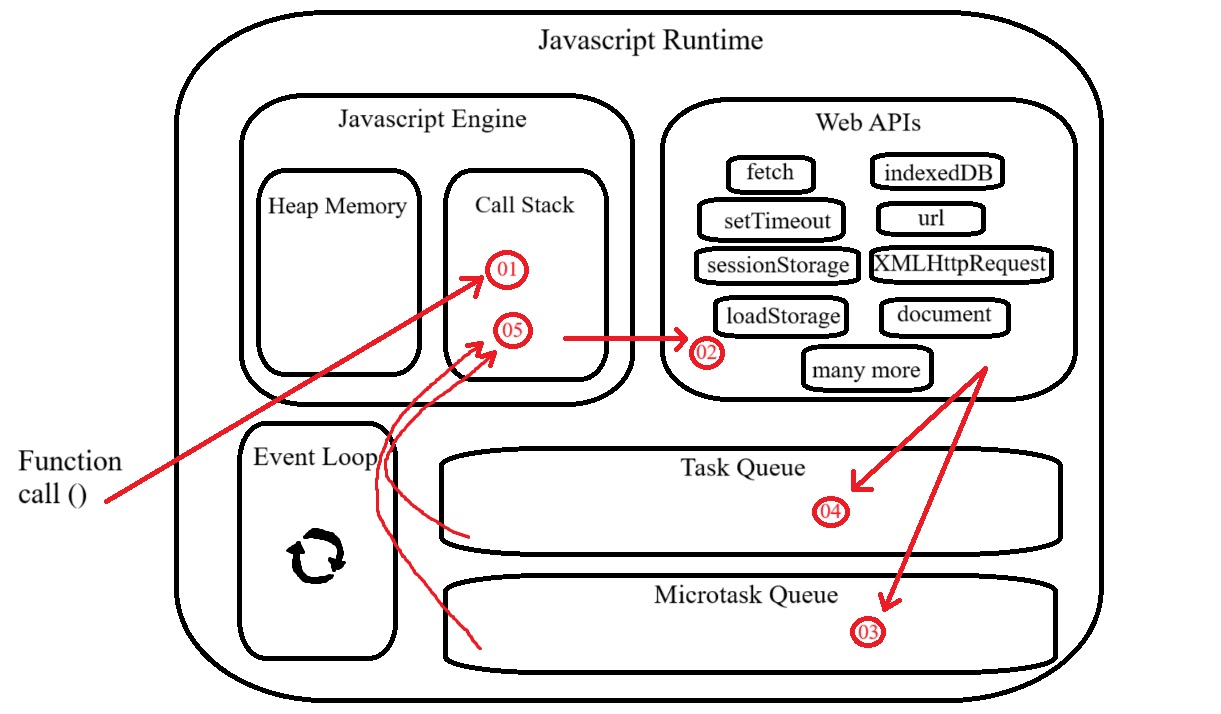 Javascript Runtime
Javascript Engine
Web APIs
Heap Memory
Call Stack
fetch
indexedDB
setTimeout
url
sessionStorage
XMLHttpRequest
loadStorage
document
many more
01
05
02
Function
call ()
Event Loop
Task Queue
04
Microtask Queue
03